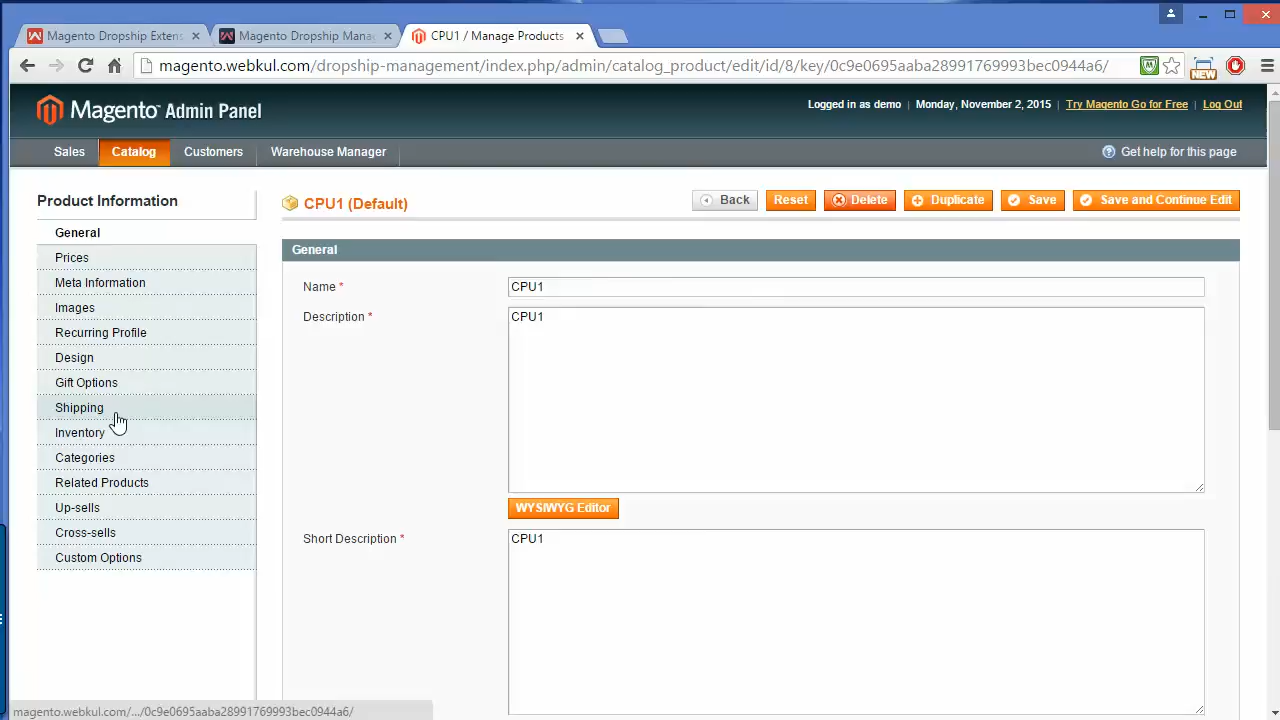 Magento Dropship Extens
Magento Dropship Mana
CPU1 / Manage Products
magento.webkul.com/dropship-management/index.php/admin/catalog_product/edit/id/8/key/0c9e0695aaba28991769993bec0944a6/
NEW
Magento Admin Panel
Logged in as demo | Monday, November 2, 2015 | Try Magento Go for Free | Log Out
Sales Catalog Customers Warehouse Manager
Get help for this page
Product Information
General
Prices
Meta Information
Images
Recurring Profile
Design
Gift Options
Shipping
Inventory
Categories
Related Products
Up-sells
Cross-sells
Custom Options
CPU1 (Default)
Back Reset Delete Duplicate Save Save and Continue Edit
General
Name * CPU1
Description * CPU1
WYSIWYG Editor
Short Description * CPU1
magento.webkul.com/.../0c9e0695aaba28991769993bec0944a6/